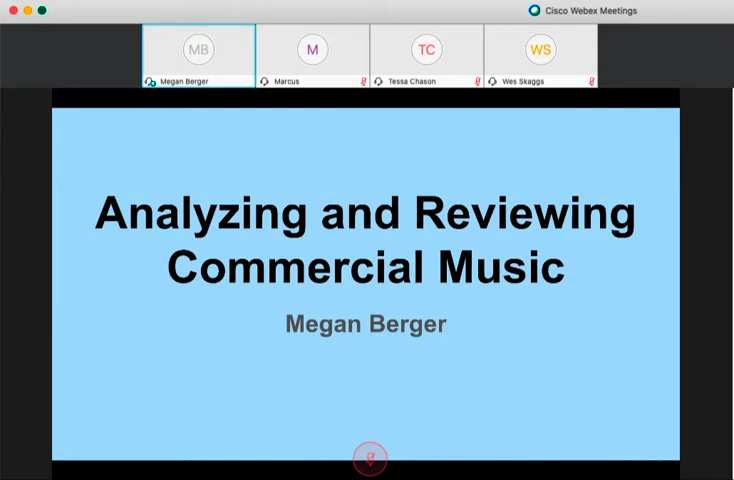 Cisco Webex Meetings
MB
M
TC
WS
Megan Berger
Marcus
Tessa Chason
Wes Skaggs
Analyzing and Reviewing
Commercial Music
Megan Berger